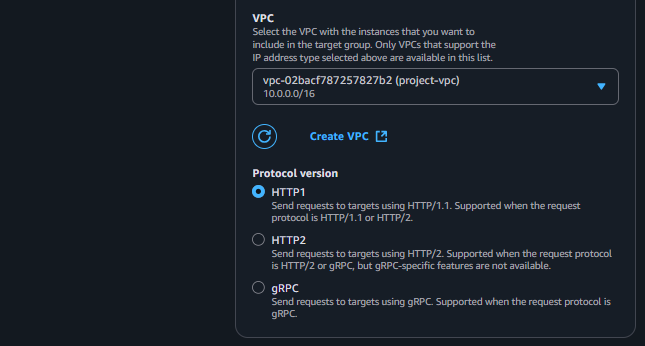 VPC
Select the VPC with the instances that you want to
include in the target group. Only VPCs that support the
IP address type selected above are available in this list.
vpc-02bacf787257827b2 (project-vpc)
10.0.0.0/16
Create VPC
Protocol version
HTTP1
Send requests to targets using HTTP/1.1. Supported when the request
protocol is HTTP/1.1 or HTTP/2.
HTTP2
Send requests to targets using HTTP/2. Supported when the request protocol
is HTTP/2 or gRPC, but gRPC-specific features are not available.
gRPC
Send requests to targets using gRPC. Supported when the request protocol is
gRPC.